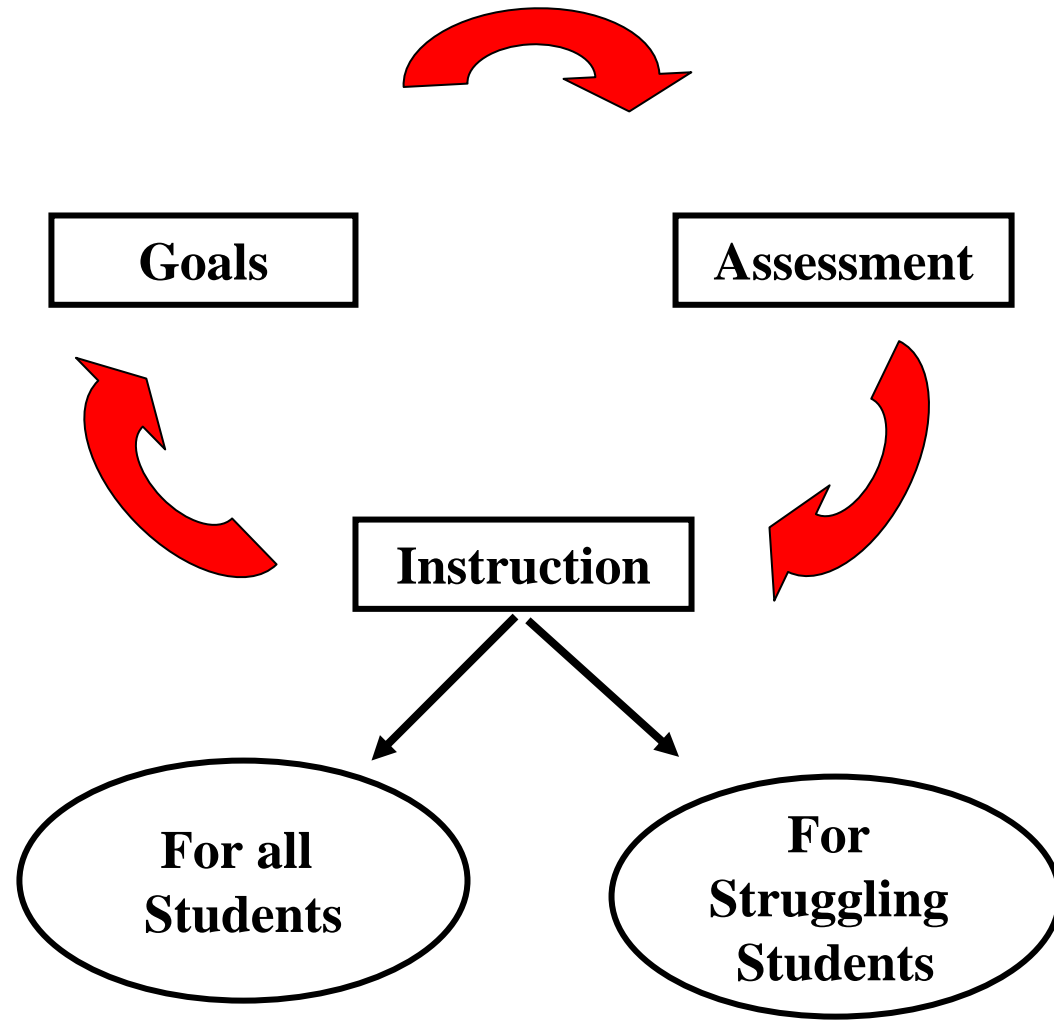 Goals
Assessment
Instruction
For all
Students
For
Struggling
Students